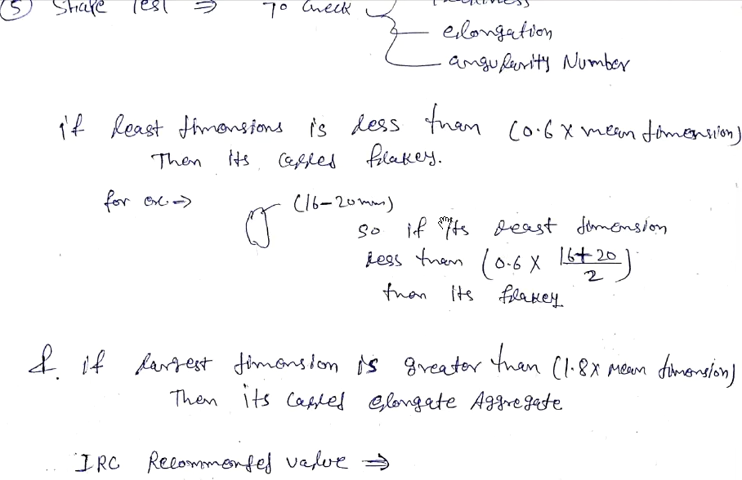 ⑤ Shape Test ⇒ To Check
elongation
angularity Number
if least dimensions is less than (0.6 X mean dimension)
Then its called flakey.
for ex ⇒ (16-20mm)
so if its least dimension
less than (0.6 X (16+20)/2)
than its flakey
&. if largest dimension is greater than (1.8 X mean dimension)
Then its called elongate Aggregate
IRC Recommended value ⇒